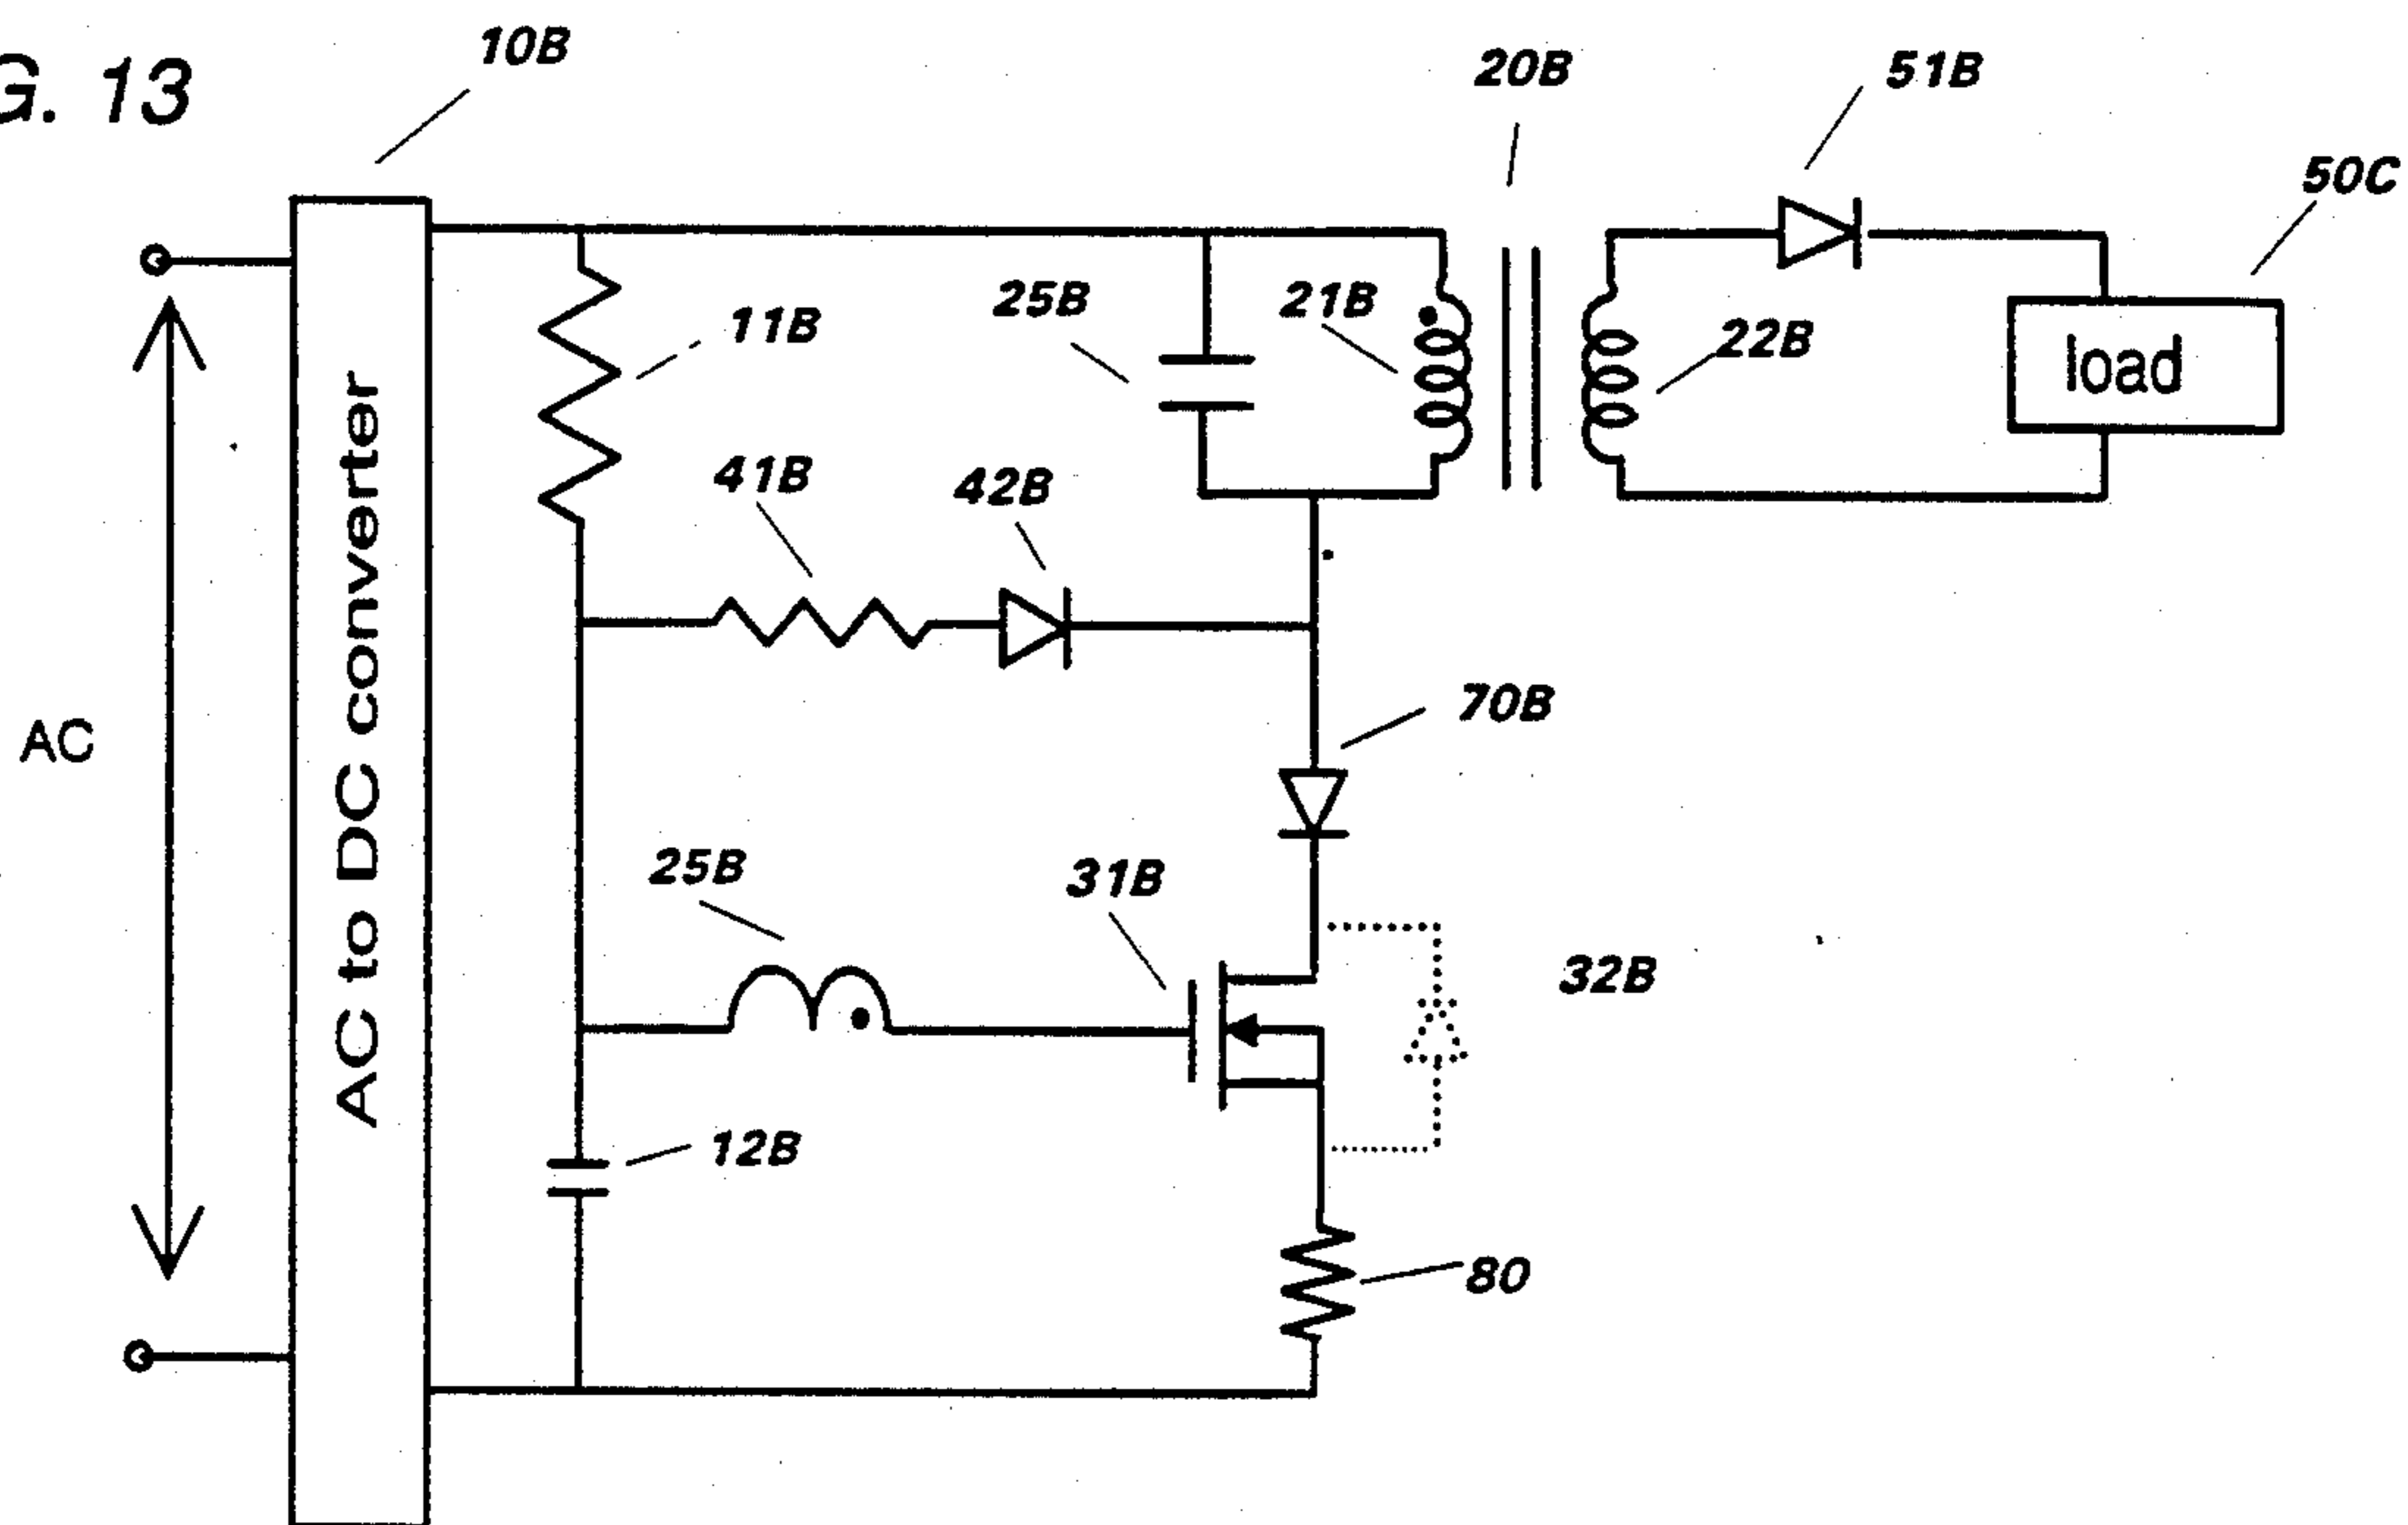 G. 13
10B
20B
51B
50C
11B
25B
21B
22B
load
41B
42B
70B
AC
AC to DC converter
25B
31B
32B
12B
80